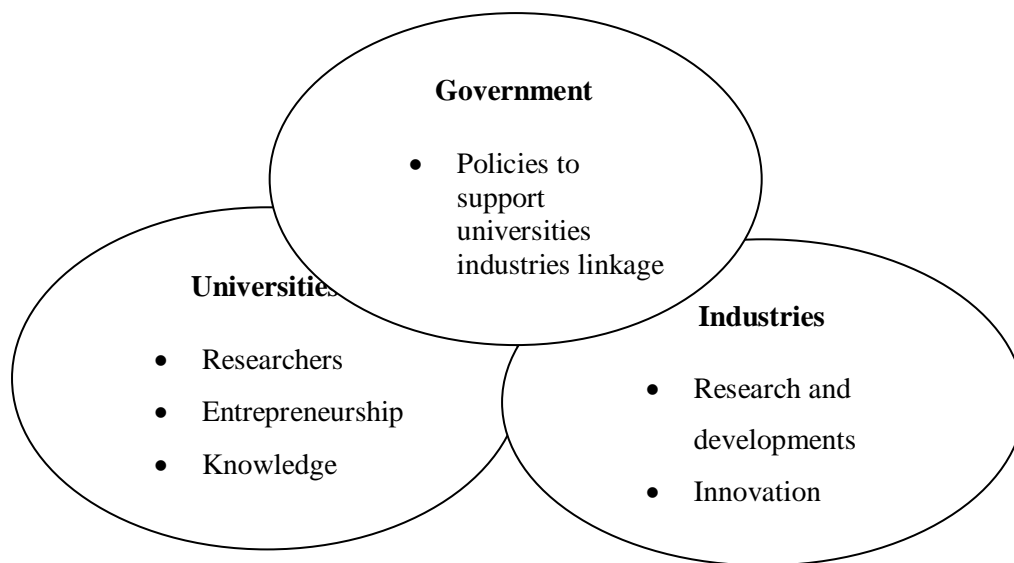 Government
• Policies to
support
universities
industries linkage
Universities
• Researchers
• Entrepreneurship
• Knowledge
Industries
• Research and
developments
• Innovation